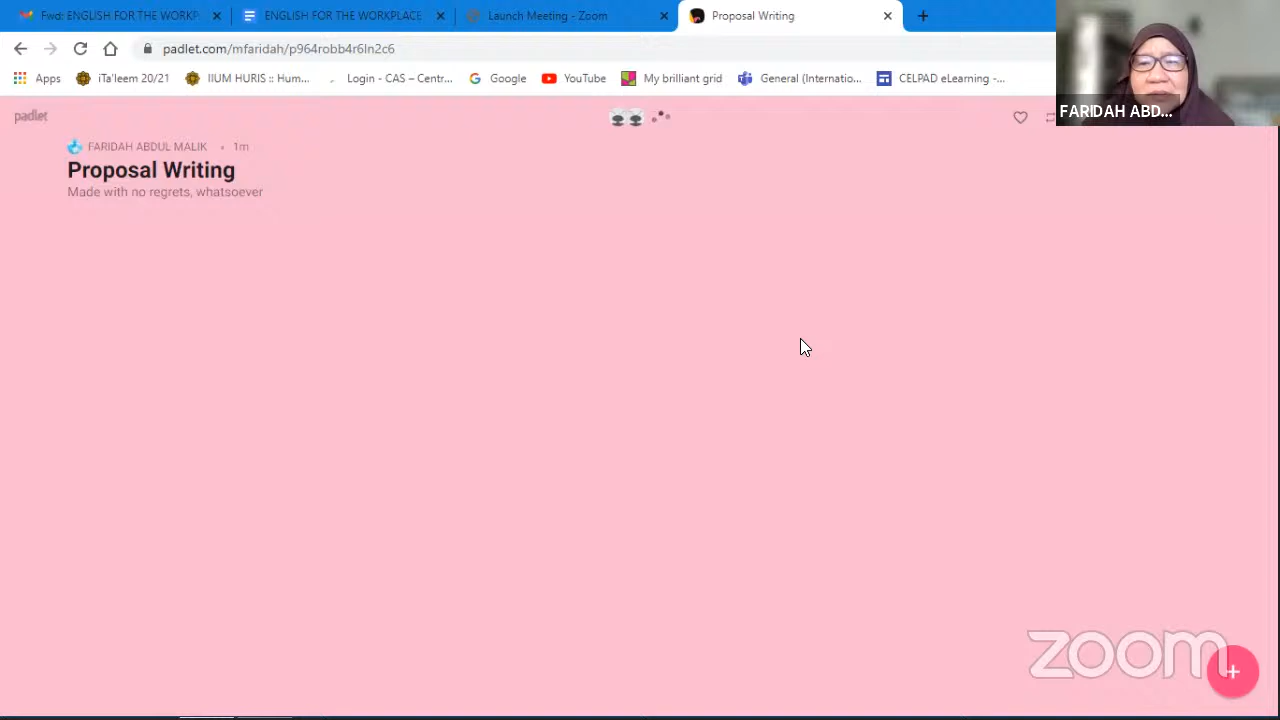 Fwd: ENGLISH FOR THE WORKP
ENGLISH FOR THE WORKPLACE
Launch Meeting - Zoom
Proposal Writing
padlet.com/mfaridah/p964robb4r6ln2c6
Apps
iTa'leem 20/21
IIUM HURIS :: Hum...
Login - CAS – Centr...
Google
YouTube
My brilliant grid
General (Internatio...
CELPAD eLearning -...
FARIDAH ABD...
padlet
FARIDAH ABDUL MALIK • 1m
Proposal Writing
Made with no regrets, whatsoever
zoom